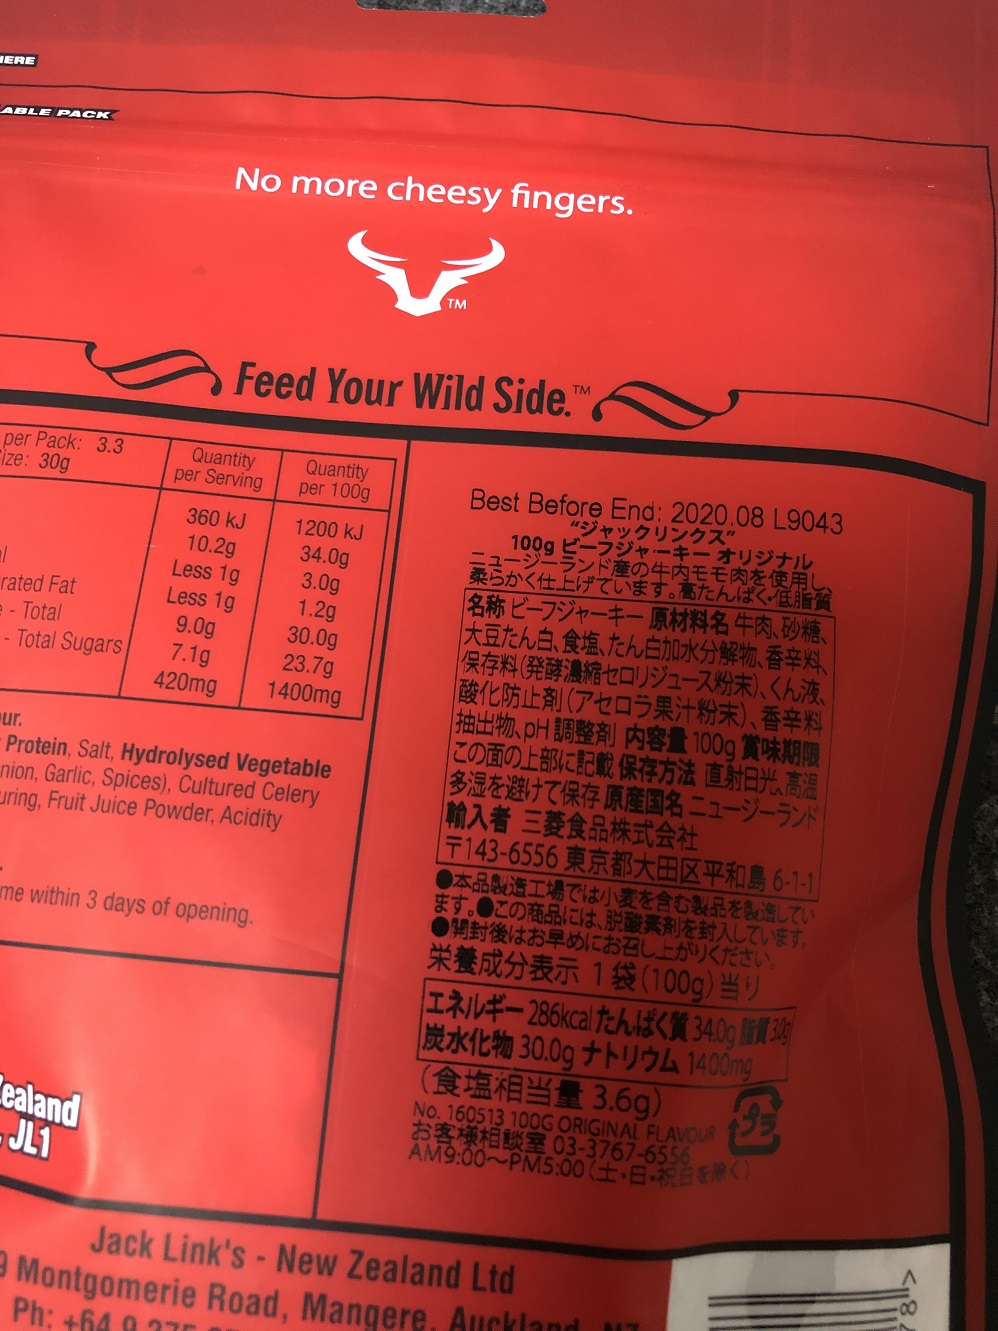 HERE
ABLE PACK
No more cheesy fingers.
TM
Feed Your Wild Side.™
per Pack: 3.3
Size: 30g
Quantity per Serving
Quantity per 100g
360 kJ 1200 kJ
10.2g 34.0g
Less 1g 3.0g
rated Fat Less 1g 1.2g
- Total 9.0g 30.0g
- Total Sugars 7.1g 23.7g
420mg 1400mg
Protein, Salt, Hydrolysed Vegetable
nion, Garlic, Spices), Cultured Celery
uring, Fruit Juice Powder, Acidity
me within 3 days of opening.
Zealand
JL1
Best Before End: 2020.08 L9043
“ジャックリンクス”
100g ビーフジャーキー オリジナル
ニュージーランド産の牛内モモ肉を使用し、
柔らかく仕上げています。高たんぱく・低脂質
名称 ビーフジャーキー 原材料名 牛肉、砂糖、
大豆たん白、食塩、たん白加水分解物、香辛料、
保存料(発酵濃縮セロリジュース粉末)、くん液、
酸化防止剤(アセロラ果汁粉末)、香辛料
抽出物、pH調整剤 内容量 100g 賞味期限
この面の上部に記載 保存方法 直射日光、高温
多湿を避けて保存 原産国名 ニュージーランド
輸入者 三菱食品株式会社
〒143-6556 東京都大田区平和島 6-1-1
●本品製造工場では小麦を含む製品を製造してい
ます。●この商品には、脱酸素剤を封入しています。
●開封後はお早めにお召し上がりください。
栄養成分表示 1袋(100g)当り
エネルギー 286kcal たんぱく質 34.0g 脂質 3.0g
炭水化物 30.0g ナトリウム 1400mg
(食塩相当量 3.6g)
No. 160513 100G ORIGINAL FLAVOUR
お客様相談室 03-3767-6556
AM9:00〜PM5:00(土・日・祝日を除く)
プラ
Jack Link's - New Zealand Ltd
9 Montgomerie Road, Mangere, Auckland, NZ
Ph: +64 9 275
78>